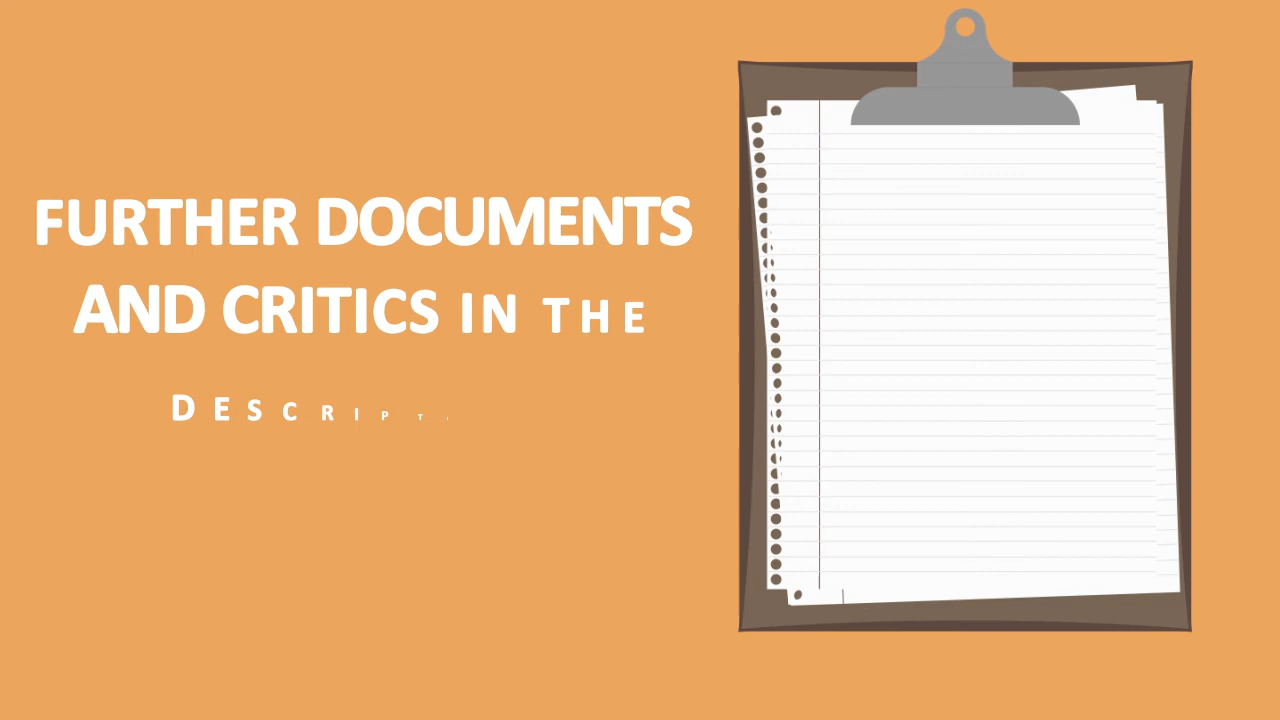 FURTHER DOCUMENTS
AND CRITICS IN THE
DESCRIPT